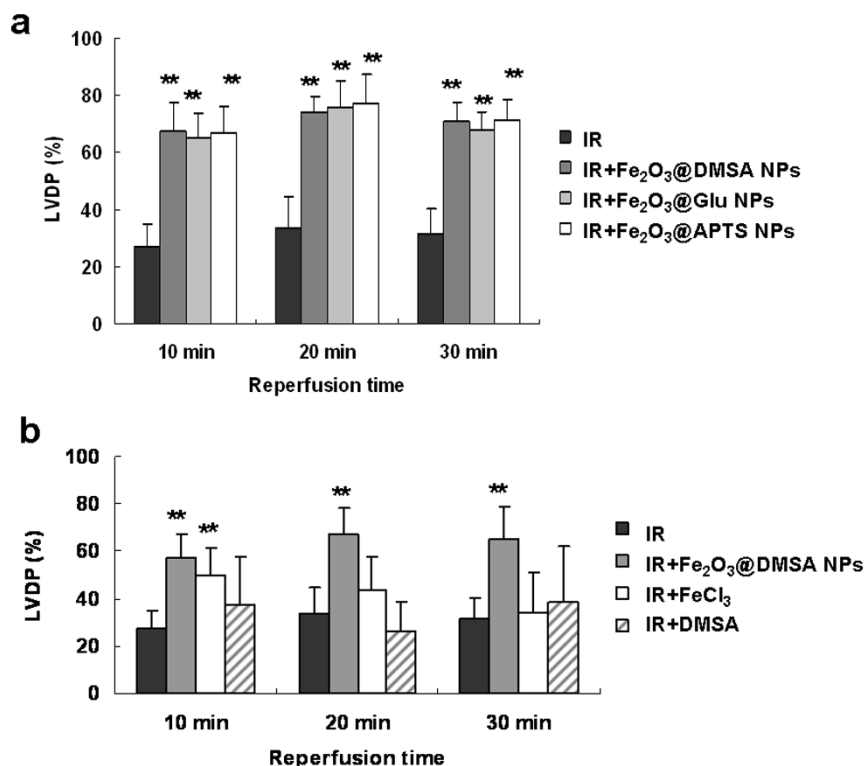 a
100
80
60
40
20
0
LVDP (%)
** ** **
** ** **
** ** **
10 min 20 min 30 min
Reperfusion time
IR
IR+Fe₂O₃@DMSA NPs
IR+Fe₂O₃@Glu NPs
IR+Fe₂O₃@APTS NPs
b
100
80
60
40
20
0
LVDP (%)
** **
**
**
10 min 20 min 30 min
Reperfusion time
IR
IR+Fe₂O₃@DMSA NPs
IR+FeCl₃
IR+DMSA